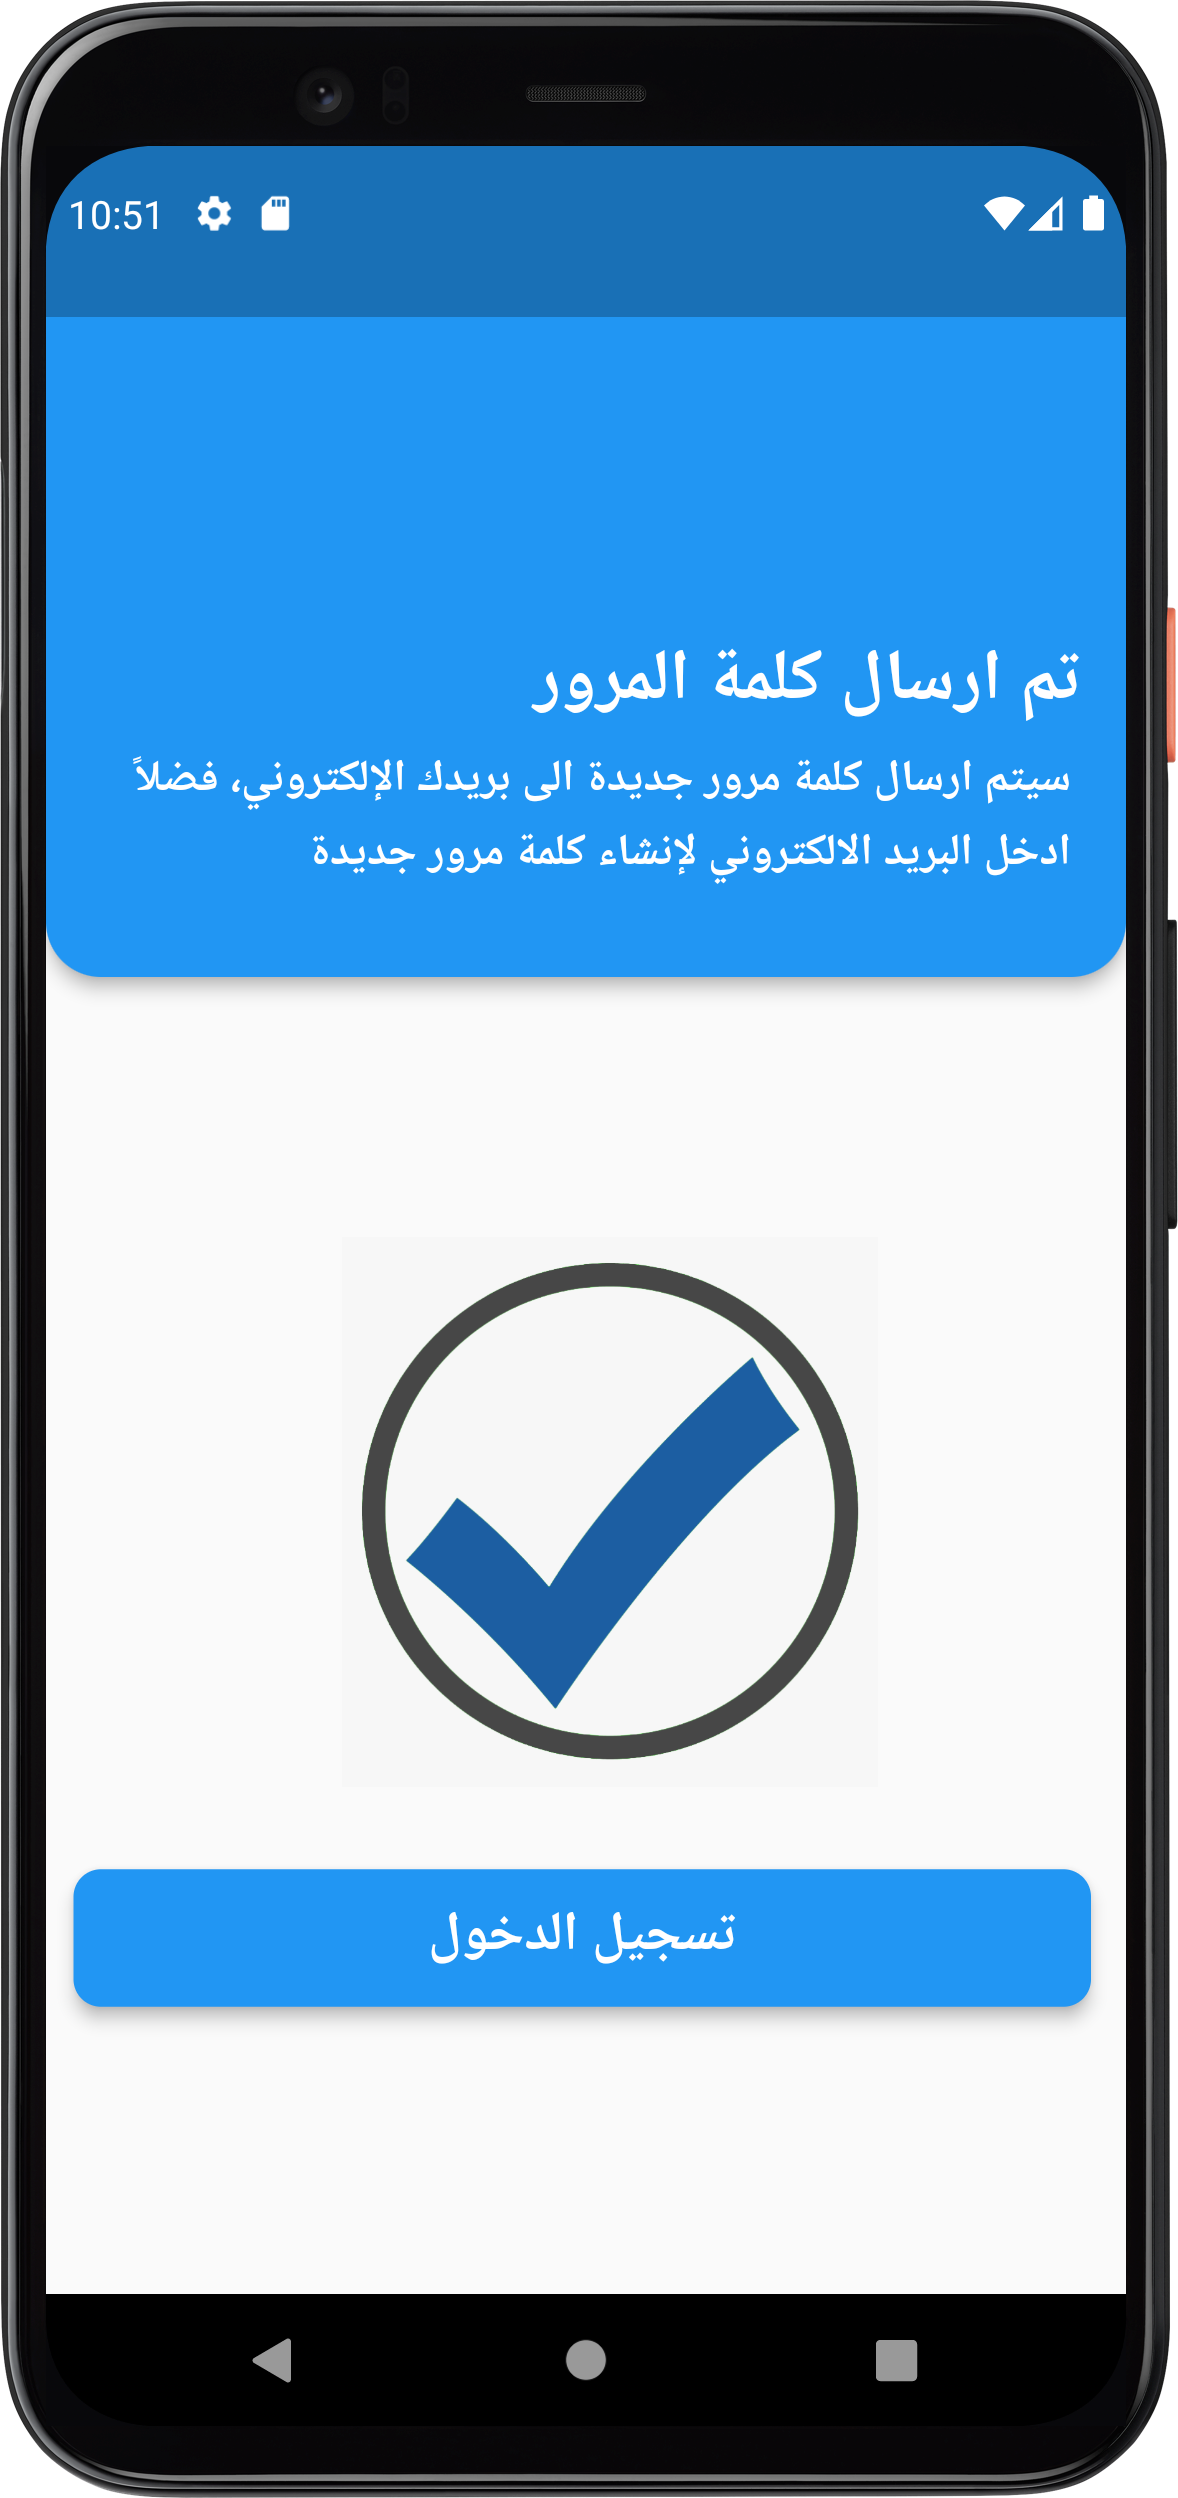 10:51
تم ارسال كلمة المرور
سيتم ارسال كلمة مرور جديدة الى بريدك الإلكتروني، فضلاً
ادخل البريد الالكتروني لإنشاء كلمة مرور جديدة
تسجيل الدخول